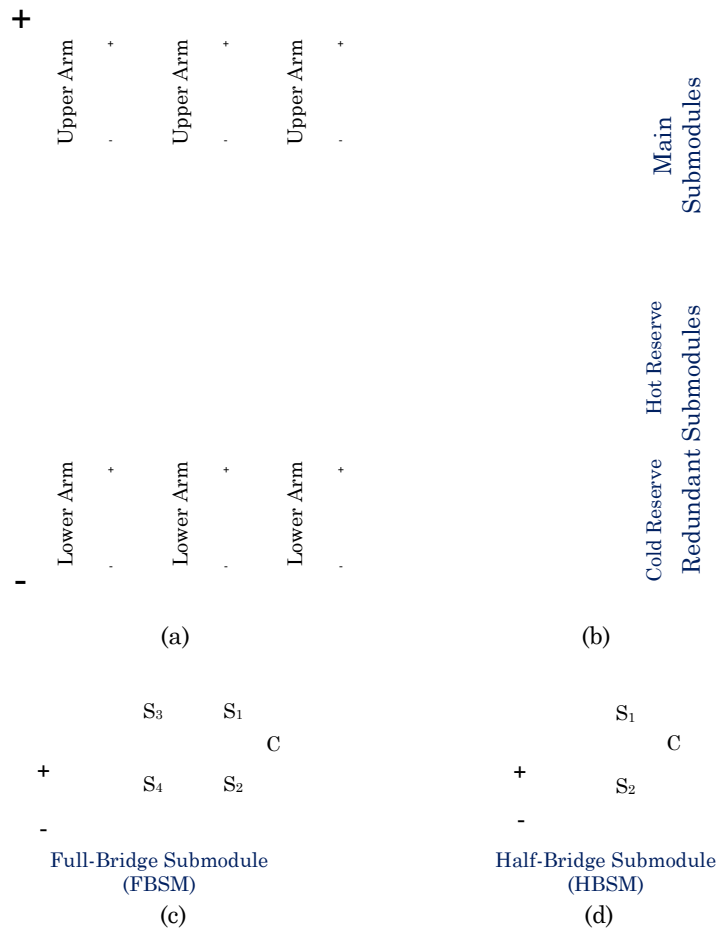 +
Upper Arm + -
Upper Arm + -
Upper Arm + -
Main
Submodules
Hot Reserve
Cold Reserve
Redundant Submodules
Lower Arm + -
Lower Arm + -
Lower Arm + -
-
(a)
(b)
S3 S1
C
+
S4 S2
-
Full-Bridge Submodule
(FBSM)
(c)
S1
C
+
S2
-
Half-Bridge Submodule
(HBSM)
(d)